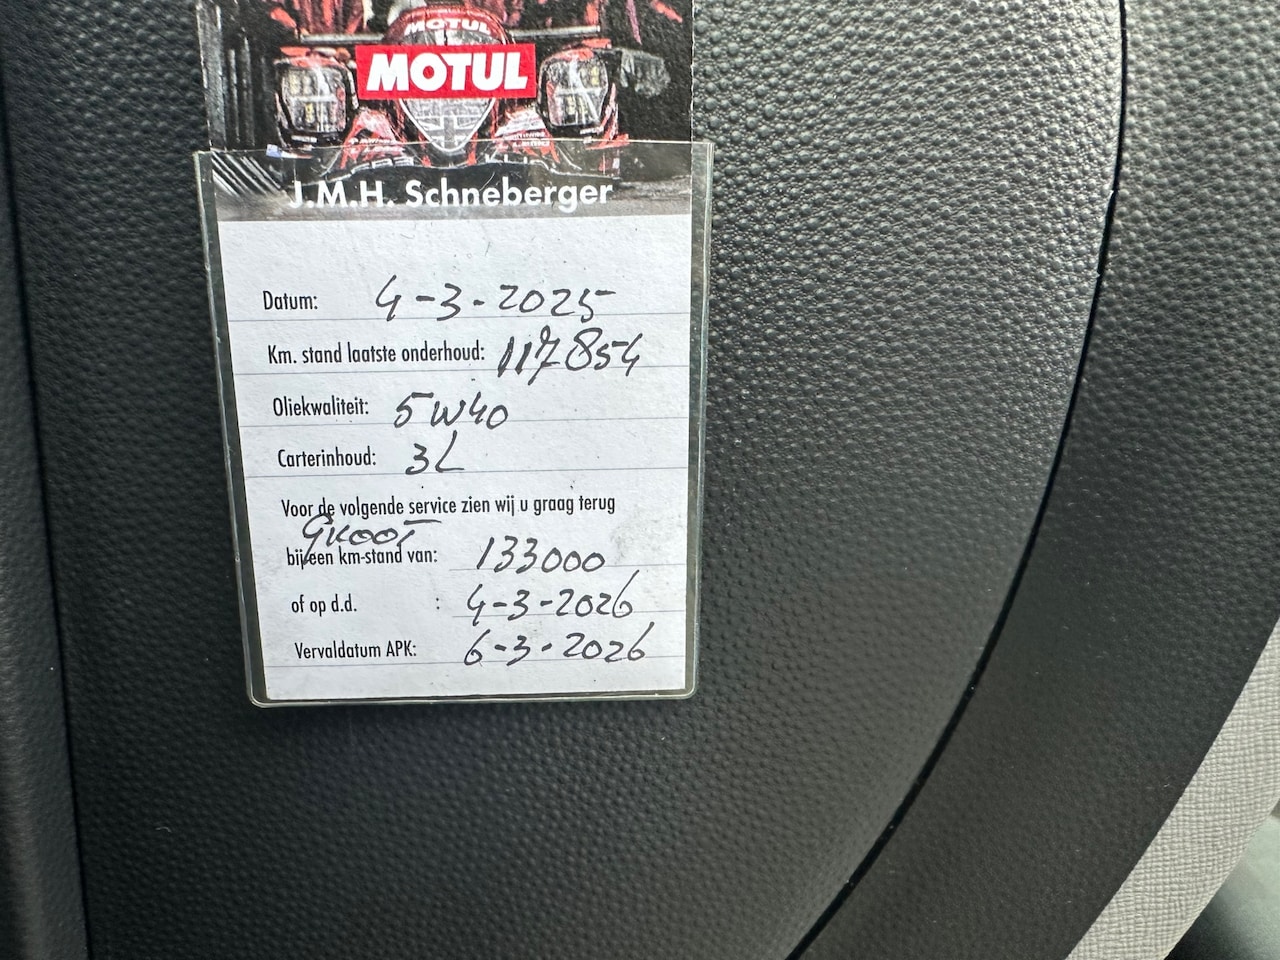 MOTUL
MOTUL
J.M.H. Schneberger
Datum: 4-3-2025
Km. stand laatste onderhoud: 117854
Oliekwaliteit: 5W40
Carterinhoud: 3L
Voor de volgende service zien wij u graag terug
GROOT
bij een km-stand van: 133000
of op d.d. : 4-3-2026
Vervaldatum APK: 6-3-2026